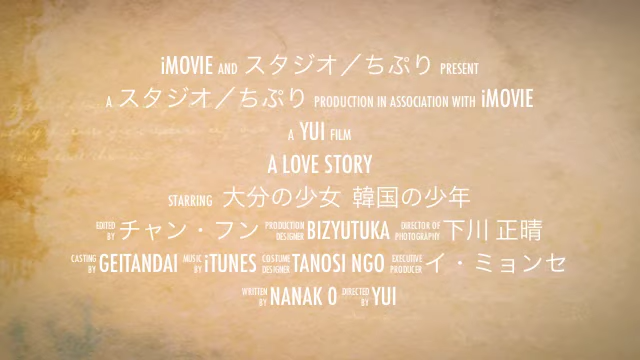 iMOVIE AND スタジオ／ちぷり PRESENT
A スタジオ／ちぷり PRODUCTION IN ASSOCIATION WITH iMOVIE
A YUI FILM
A LOVE STORY
STARRING 大分の少女 韓国の少年
EDITED BY チャン・フン PRODUCTION DESIGNER BIZYUTUKA DIRECTOR OF PHOTOGRAPHY 下川 正晴
CASTING BY GEITANDAI MUSIC BY iTUNES COSTUME DESIGNER TANOSI NGO EXECUTIVE PRODUCER イ・ミョンセ
WRITTEN BY NANAK O DIRECTED BY YUI